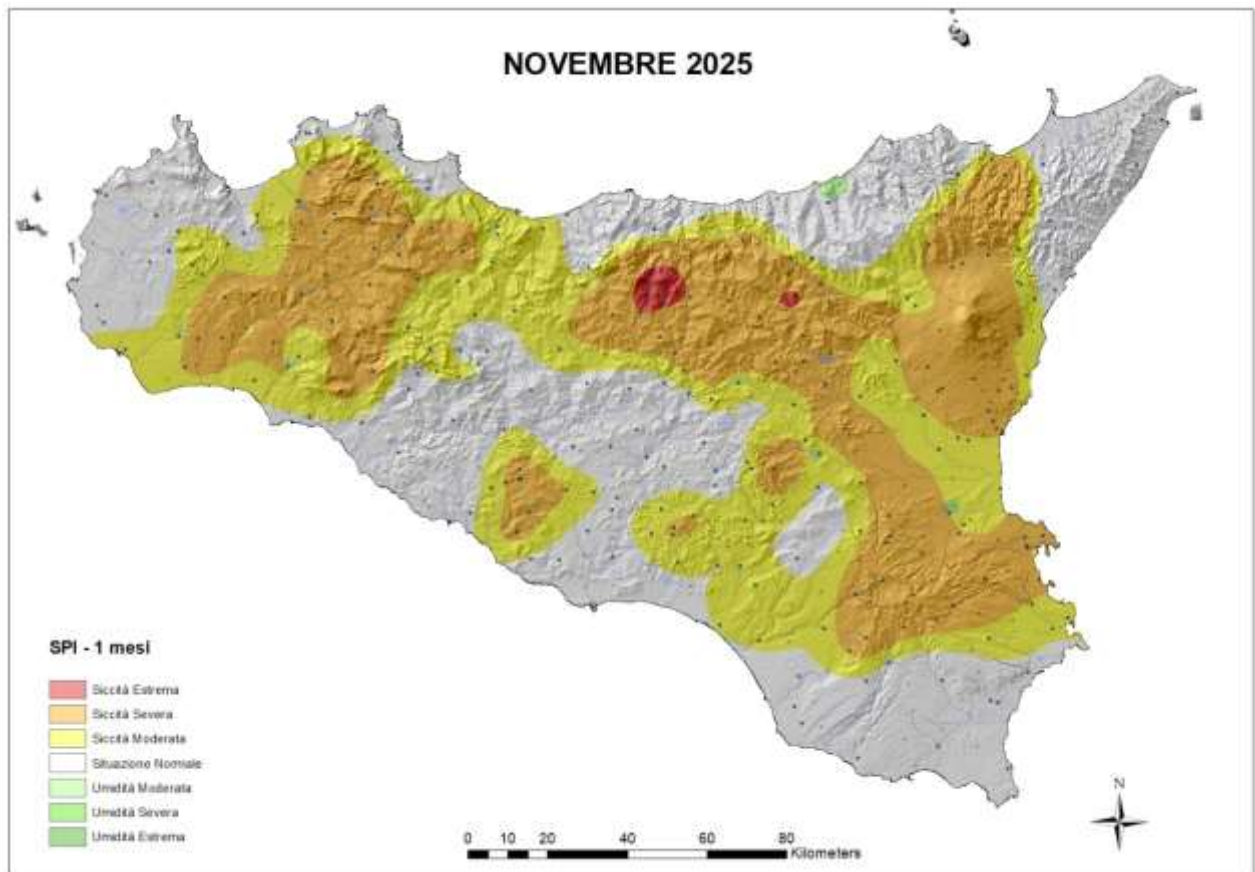 NOVEMBRE 2025
SPI - 1 mesi
Siccità Estrema
Siccità Severa
Siccità Moderata
Situazione Normale
Umidità Moderata
Umidità Severa
Umidità Estrema
N
0 10 20 40 60 80
Kilometers